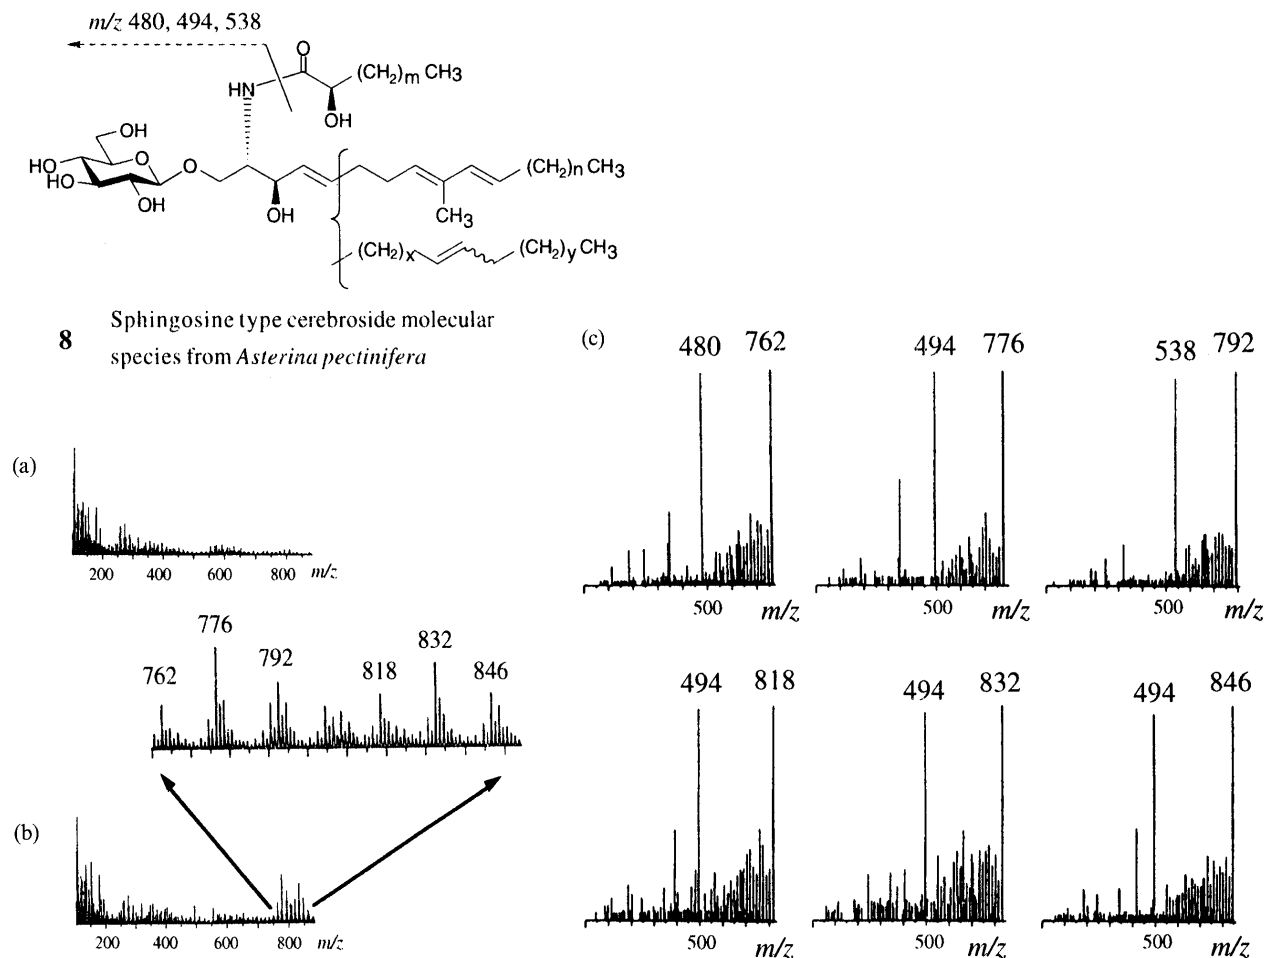 m/z 480, 494, 538
O
HN
(CH2)m CH3
OH
OH
HO
O
O
HO
OH
OH
(CH2)nCH3
CH3
(CH2)x
(CH2)yCH3
8 Sphingosine type cerebroside molecular
species from Asterina pectinifera
(a)
200 400 600 800 m/z
776
832
762 792 818 846
(b)
200 400 600 800 m/z
(c)
480 762
500 m/z
494 776
500 m/z
538 792
500 m/z
494 818
500 m/z
494 832
500 m/z
494 846
500 m/z